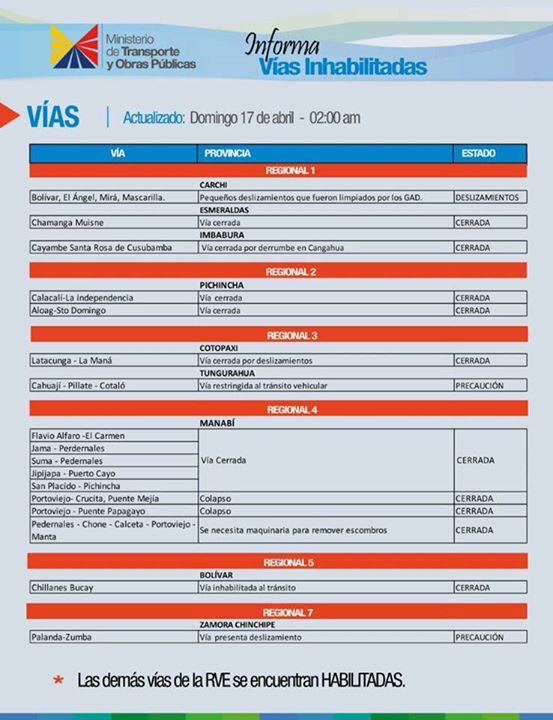 Ministerio
de Transporte
y Obras Públicas
Informa
Vías Inhabilitadas
VÍAS | Actualizado: Domingo 17 de abril - 02:00 am
VÍA PROVINCIA ESTADO
REGIONAL 1
CARCHI
Bolívar, El Ángel, Mirá, Mascarilla. Pequeños deslizamientos que fueron limpiados por los GAD. DESLIZAMIENTOS
ESMERALDAS
Chamanga Muisne Vía cerrada CERRADA
IMBABURA
Cayambe Santa Rosa de Cusubamba Vía cerrada por derrumbe en Cangahua CERRADA
REGIONAL 2
PICHINCHA
Calacalí-La independencia Vía cerrada CERRADA
Aloag-Sto Domingo Vía cerrada CERRADA
REGIONAL 3
COTOPAXI
Latacunga - La Maná Vía cerrada por deslizamientos CERRADA
TUNGURAHUA
Cahuají - Pillate - Cotaló Vía restringida al tránsito vehicular PRECAUCIÓN
REGIONAL 4
MANABÍ
Flavio Alfaro -El Carmen
Jama - Perdernales
Suma - Pedernales Vía Cerrada CERRADA
Jipijapa - Puerto Cayo
San Placido - Pichincha
Portoviejo- Crucita, Puente Mejía Colapso CERRADA
Portoviejo - Puente Papagayo Colapso CERRADA
Pedernales - Chone - Calceta - Portoviejo -
Manta Se necesita maquinaria para remover escombros CERRADA
REGIONAL 5
BOLÍVAR
Chillanes Bucay Vía inhabilitada al tránsito CERRADA
REGIONAL 7
ZAMORA CHINCHIPE
Palanda-Zumba Vía presenta deslizamiento PRECAUCIÓN
* Las demás vías de la RVE se encuentran HABILITADAS.